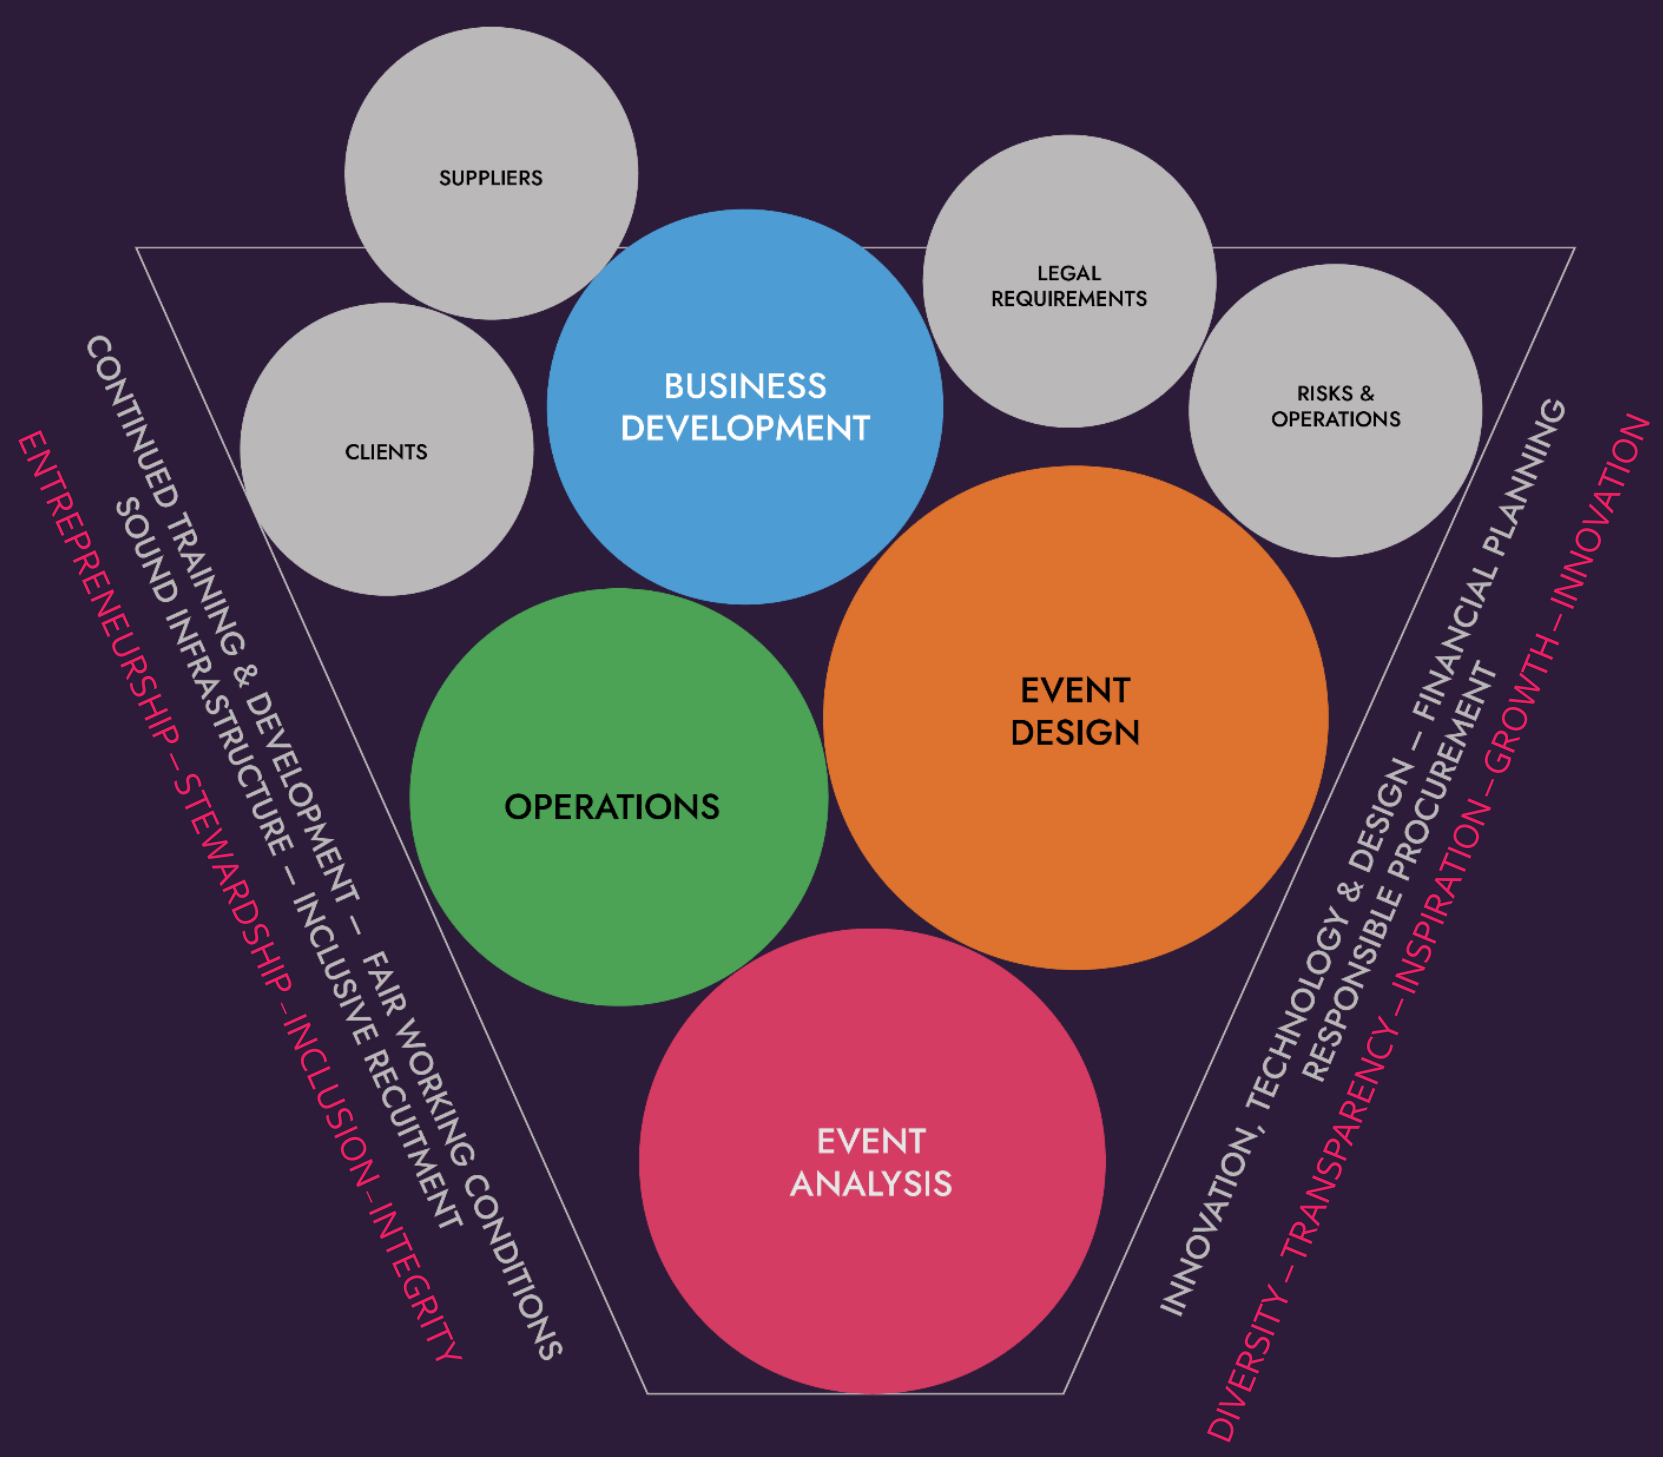 SUPPLIERS
LEGAL
REQUIREMENTS
BUSINESS
DEVELOPMENT
RISKS &
OPERATIONS
CLIENTS
EVENT
DESIGN
OPERATIONS
EVENT
ANALYSIS
CONTINUED TRAINING & DEVELOPMENT – FAIR WORKING CONDITIONS
SOUND INFRASTRUCTURE – INCLUSIVE RECUITMENT
ENTREPRENEURSHIP – STEWARDSHIP – INCLUSION – INTEGRITY
INNOVATION, TECHNOLOGY & DESIGN – FINANCIAL PLANNING
RESPONSIBLE PROCUREMENT
DIVERSITY – TRANSPARENCY – INSPIRATION – GROWTH – INNOVATION